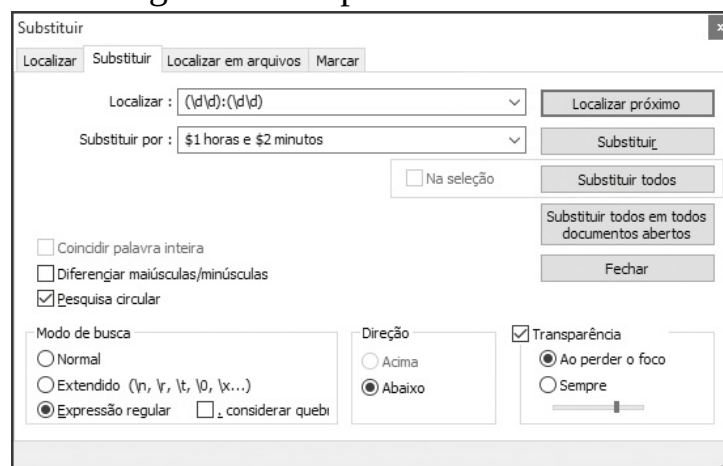 Substituir
x
Localizar Substituir Localizar em arquivos Marcar
Localizar : (\d\d):(\d\d) Localizar próximo
Substituir por : $1 horas e $2 minutos Substituir
Na seleção Substituir todos
Substituir todos em todos
documentos abertos
Coincidir palavra inteira
Diferenciar maiúsculas/minúsculas Fechar
Pesquisa circular
Modo de busca Direção Transparência
Normal Acima Ao perder o foco
Extendido (\n, \r, \t, \0, \x...) Abaixo Sempre
Expressão regular . considerar quebr